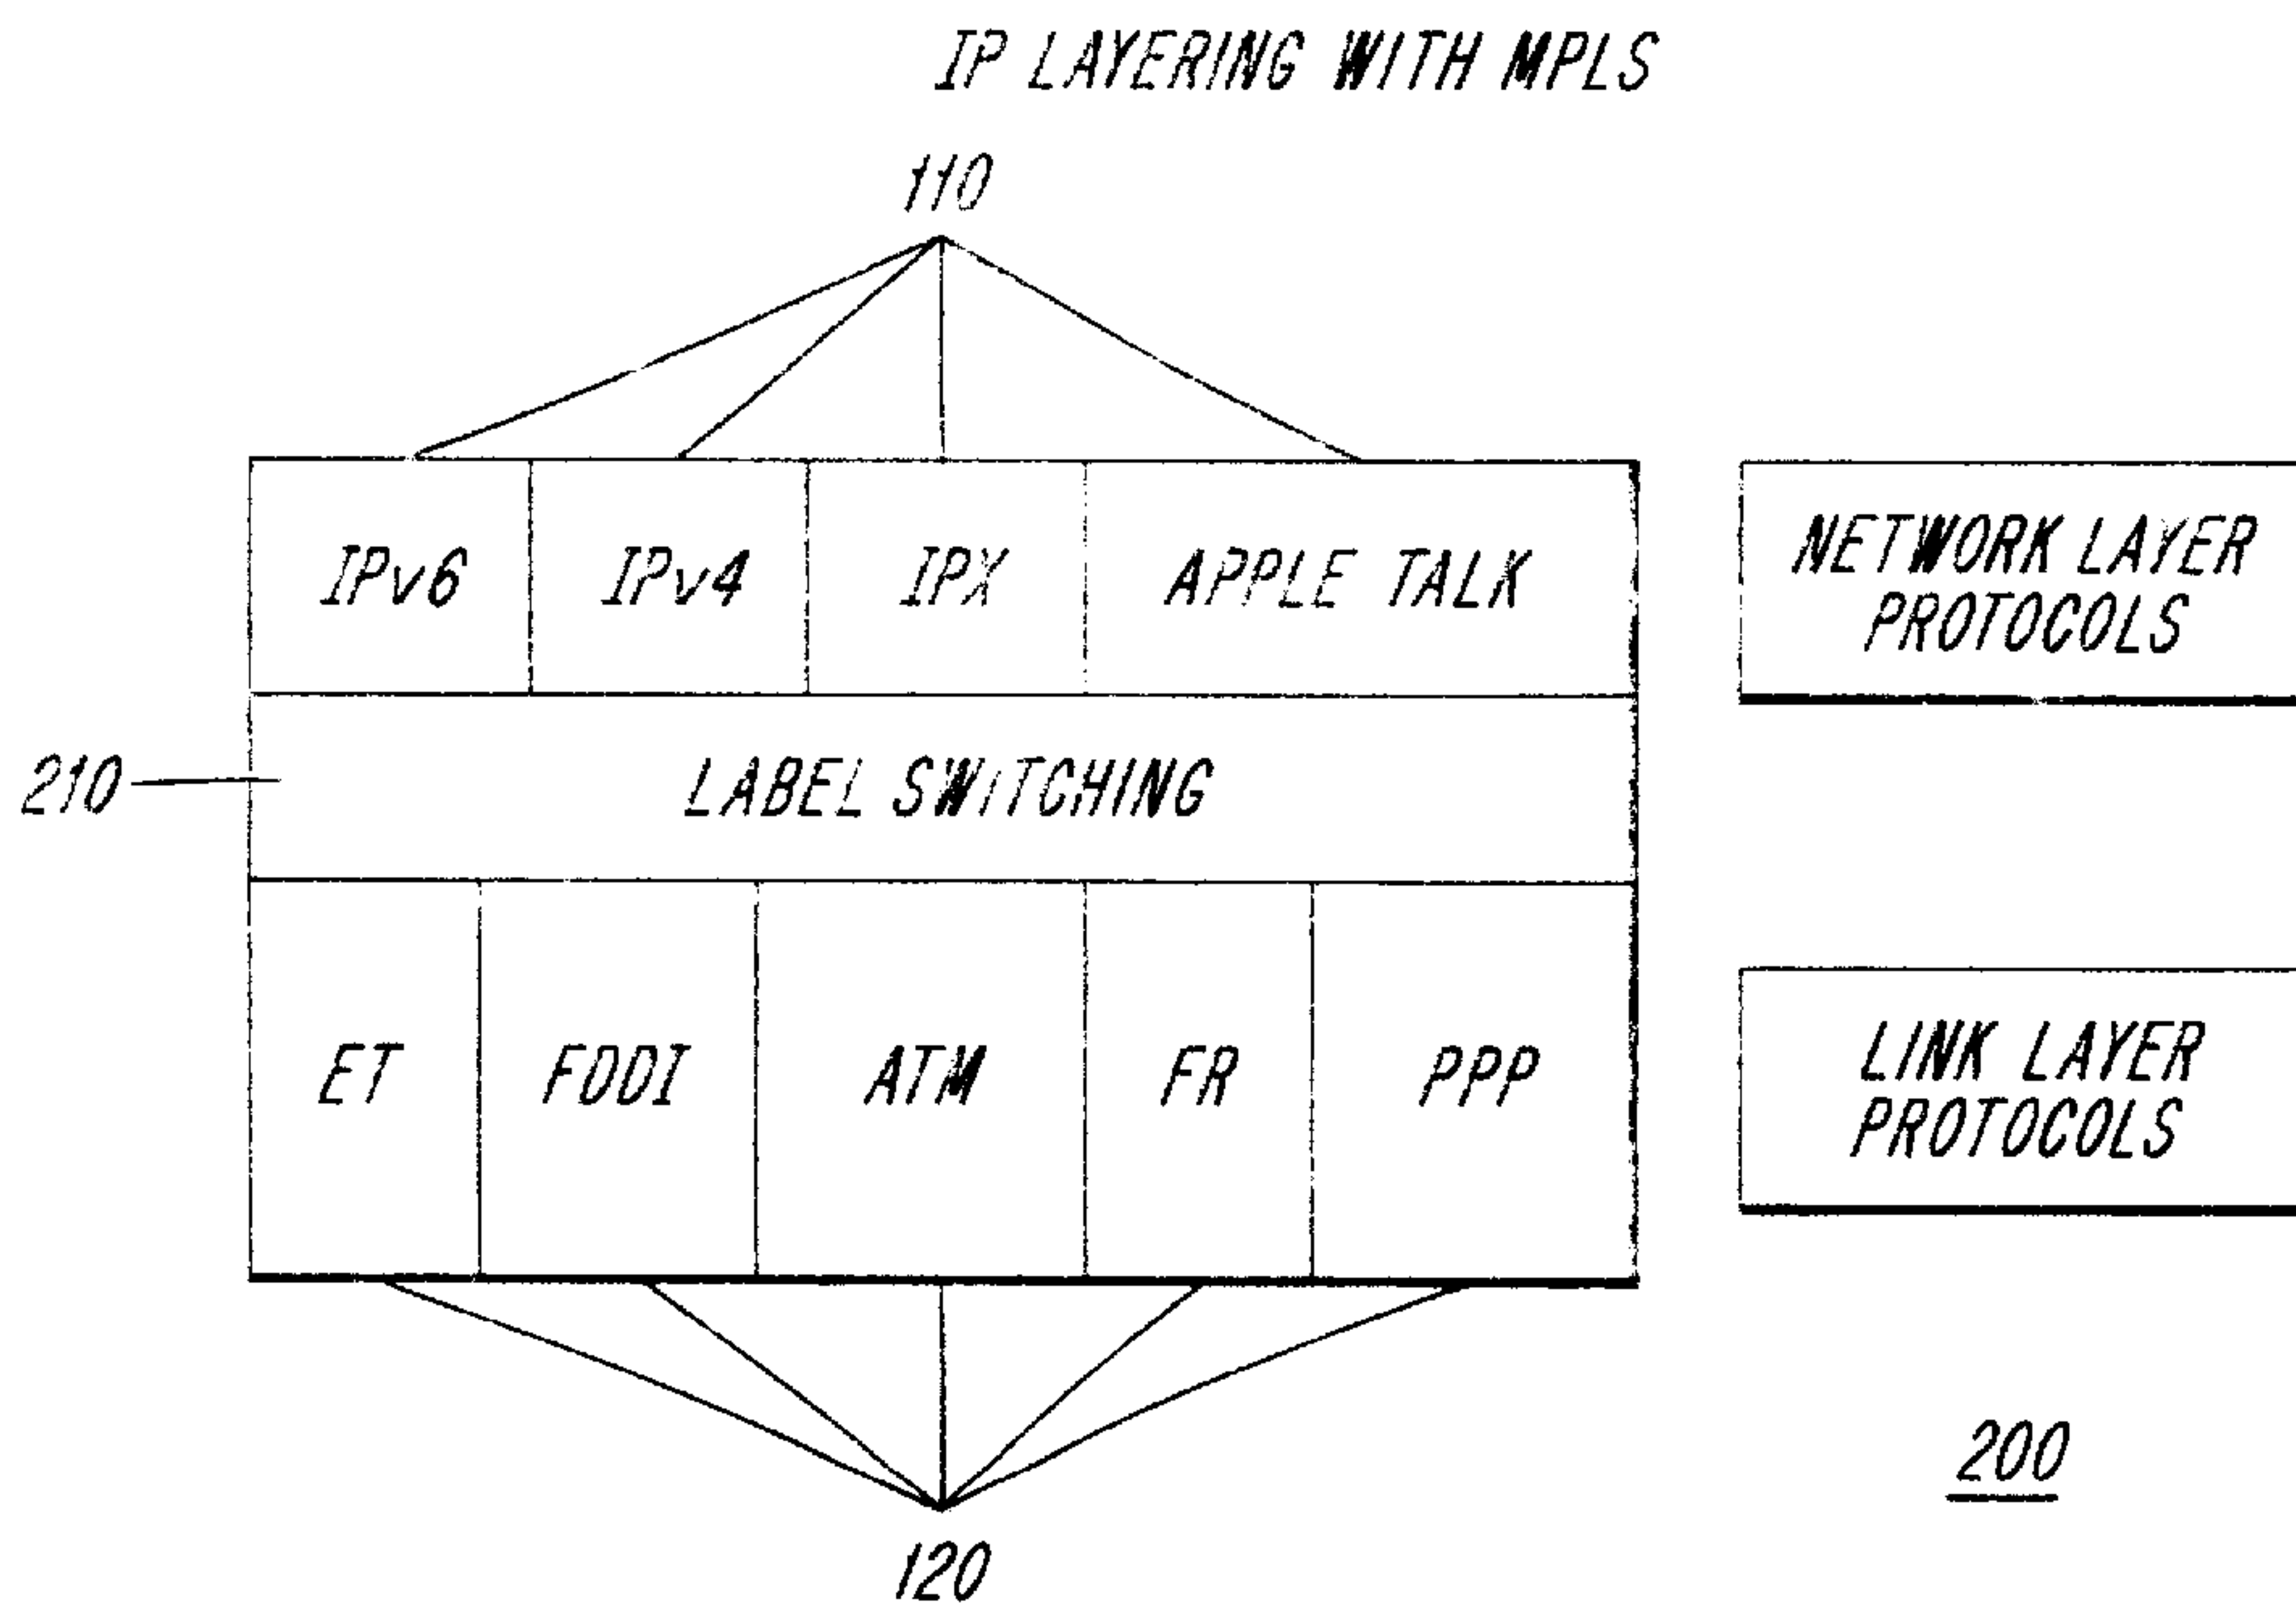 IP LAYERING WITH MPLS
110
IPv6 IPv4 IPX APPLE TALK
NETWORK LAYER
PROTOCOLS
210
LABEL SWITCHING
ET FDDI ATM FR PPP
LINK LAYER
PROTOCOLS
200
120